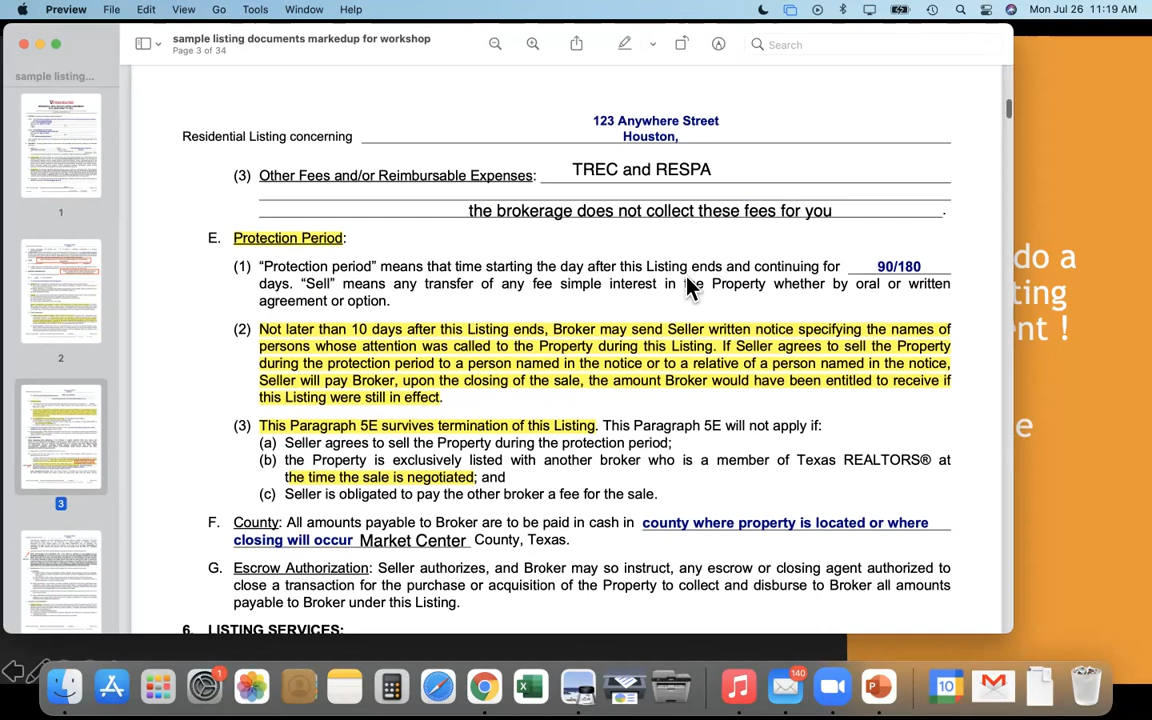 Preview File Edit View Go Tools Window Help Mon Jul 26 11:19 AM
sample listing documents markedup for workshop
Page 3 of 34
Search
sample listing...
1
2
3
123 Anywhere Street
Houston,
Residential Listing concerning
(3) Other Fees and/or Reimbursable Expenses: TREC and RESPA
the brokerage does not collect these fees for you .
E. Protection Period:
(1) “Protection period” means that time starting the day after this Listing ends and continuing for 90/180
days. “Sell” means any transfer of any fee simple interest in the Property whether by oral or written
agreement or option.
(2) Not later than 10 days after this Listing ends, Broker may send Seller written notice specifying the names of
persons whose attention was called to the Property during this Listing. If Seller agrees to sell the Property
during the protection period to a person named in the notice or to a relative of a person named in the notice,
Seller will pay Broker, upon the closing of the sale, the amount Broker would have been entitled to receive if
this Listing were still in effect.
(3) This Paragraph 5E survives termination of this Listing. This Paragraph 5E will not apply if:
(a) Seller agrees to sell the Property during the protection period;
(b) the Property is exclusively listed with another broker who is a member of Texas REALTORS® at
the time the sale is negotiated; and
(c) Seller is obligated to pay the other broker a fee for the sale.
F. County: All amounts payable to Broker are to be paid in cash in county where property is located or where
closing will occur Market Center County, Texas.
G. Escrow Authorization: Seller authorizes, and Broker may so instruct, any escrow or closing agent authorized to
close a transaction for the purchase or acquisition of the Property to collect and disburse to Broker all amounts
payable to Broker under this Listing.
6. LISTING SERVICES:
do a
ting
ent !
e
1
140
10